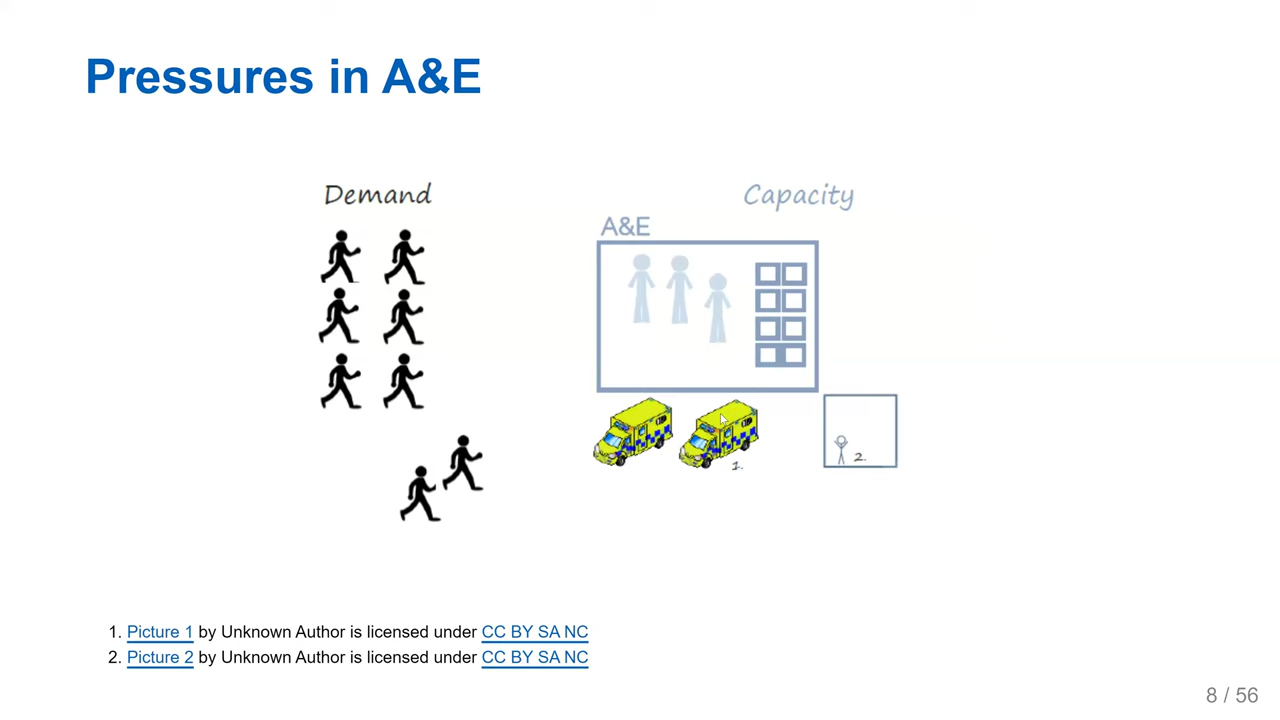 Pressures in A&E
Demand
Capacity
A&E
1.
2.
1. Picture 1 by Unknown Author is licensed under CC BY SA NC
2. Picture 2 by Unknown Author is licensed under CC BY SA NC
8 / 56